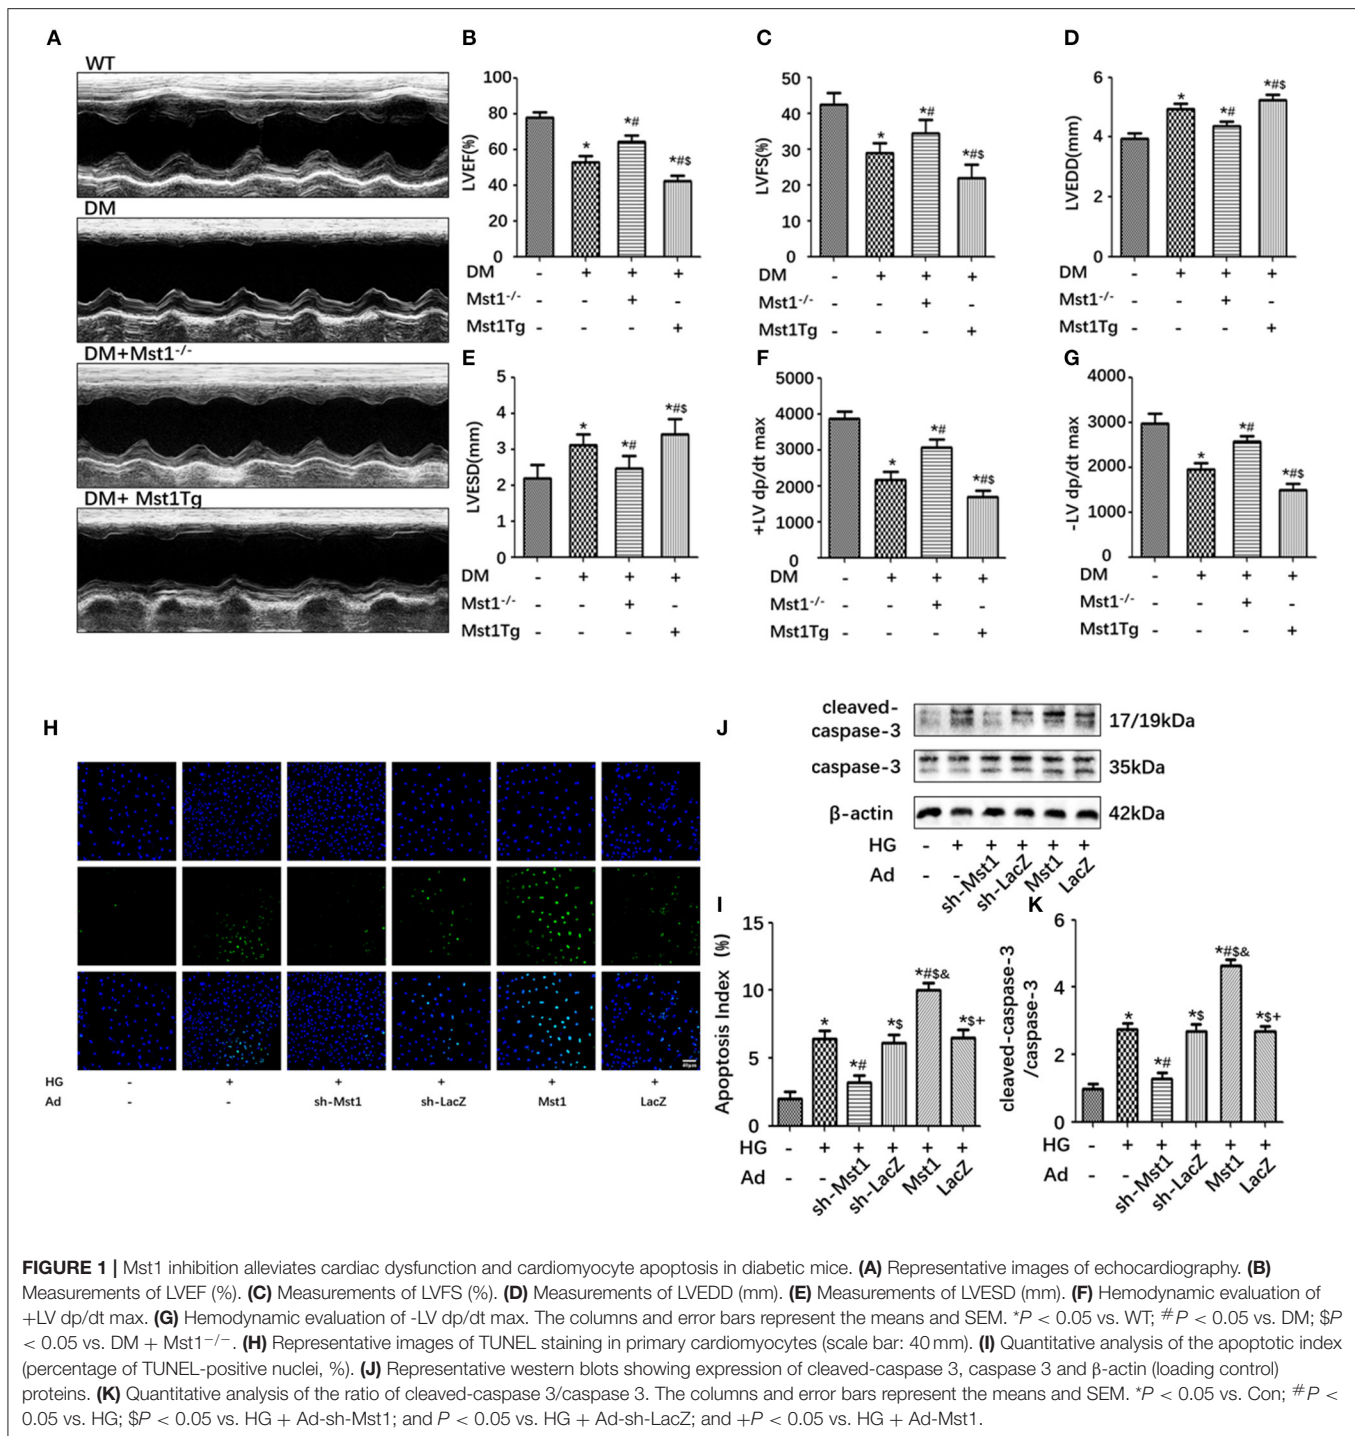 A
WT
DM
DM+Mst1-/-
DM+ Mst1Tg
B
LVEF(%)
100
80
60
40
20
0
*
*#
*#$
DM - + + +
Mst1-/- - - + -
Mst1Tg - - - +
C
LVFS(%)
50
40
30
20
10
0
*
*#
*#$
DM - + + +
Mst1-/- - - + -
Mst1Tg - - - +
D
LVEDD(mm)
6
4
2
0
*
*#
*#$
DM - + + +
Mst1-/- - - + -
Mst1Tg - - - +
E
LVESD(mm)
5
4
3
2
1
0
*
*#
*#$
DM - + + +
Mst1-/- - - + -
Mst1Tg - - - +
F
+LV dp/dt max
5000
4000
3000
2000
1000
0
*
*#
*#$
DM - + + +
Mst1-/- - - + -
Mst1Tg - - - +
G
-LV dp/dt max
4000
3000
2000
1000
0
*
*#
*#$
DM - + + +
Mst1-/- - - + -
Mst1Tg - - - +
H
40μm
HG - + + + + +
Ad - - sh-Mst1 sh-LacZ Mst1 LacZ
J
cleaved-
caspase-3 17/19kDa
caspase-3 35kDa
β-actin 42kDa
HG - + + + + +
Ad - - sh-Mst1 sh-LacZ Mst1 LacZ
I
Apoptosis Index (%)
15
10
5
0
*
*#
*$
*#$&
*$+
HG - + + + + +
Ad - - sh-Mst1 sh-LacZ Mst1 LacZ
K
cleaved-caspase-3
/caspase-3
6
4
2
0
*
*#
*$
*#$&
*$+
HG - + + + + +
Ad - - sh-Mst1 sh-LacZ Mst1 LacZ
FIGURE 1 | Mst1 inhibition alleviates cardiac dysfunction and cardiomyocyte apoptosis in diabetic mice. (A) Representative images of echocardiography. (B)
Measurements of LVEF (%). (C) Measurements of LVFS (%). (D) Measurements of LVEDD (mm). (E) Measurements of LVESD (mm). (F) Hemodynamic evaluation of
+LV dp/dt max. (G) Hemodynamic evaluation of -LV dp/dt max. The columns and error bars represent the means and SEM. *P < 0.05 vs. WT; #P < 0.05 vs. DM; $P
< 0.05 vs. DM + Mst1−/−. (H) Representative images of TUNEL staining in primary cardiomyocytes (scale bar: 40 mm). (I) Quantitative analysis of the apoptotic index
(percentage of TUNEL-positive nuclei, %). (J) Representative western blots showing expression of cleaved-caspase 3, caspase 3 and β-actin (loading control)
proteins. (K) Quantitative analysis of the ratio of cleaved-caspase 3/caspase 3. The columns and error bars represent the means and SEM. *P < 0.05 vs. Con; #P <
0.05 vs. HG; $P < 0.05 vs. HG + Ad-sh-Mst1; and P < 0.05 vs. HG + Ad-sh-LacZ; and +P < 0.05 vs. HG + Ad-Mst1.